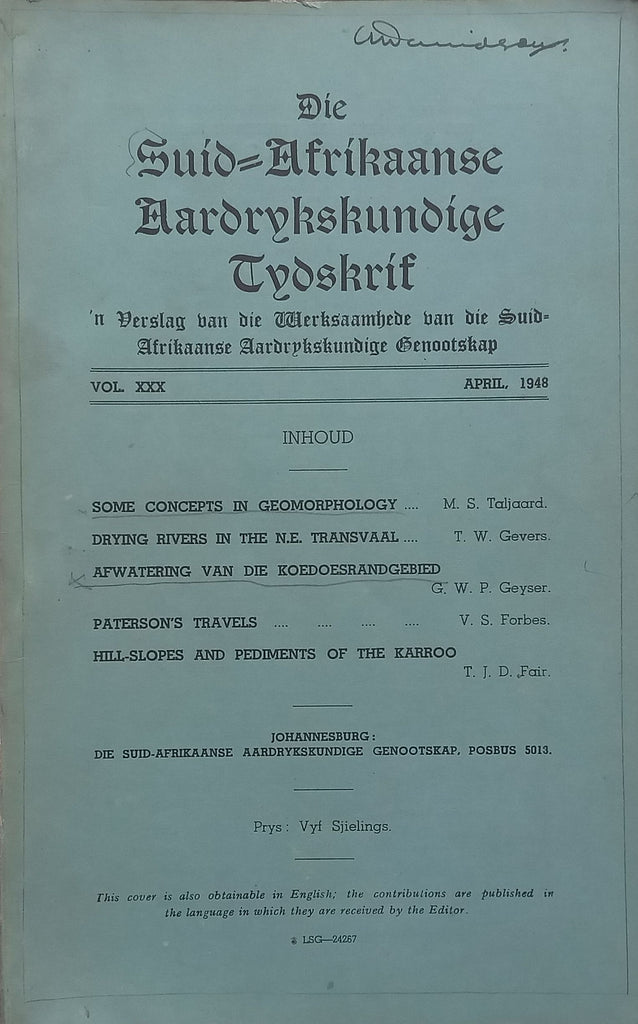 Die
Suid=Afrikaanse
Aardrykskundige
Tydskrif
'n Verslag van die Werksaamhede van die Suid=
Afrikaanse Aardrykskundige Genootskap
VOL. XXX APRIL, 1948
INHOUD
SOME CONCEPTS IN GEOMORPHOLOGY .... M. S. Taljaard.
DRYING RIVERS IN THE N.E. TRANSVAAL .... T. W. Gevers.
AFWATERING VAN DIE KOEDOESRANDGEBIED
G. W. P. Geyser.
PATERSON'S TRAVELS .... .... .... .... V. S. Forbes.
HILL-SLOPES AND PEDIMENTS OF THE KARROO
T. J. D. Fair.
JOHANNESBURG:
DIE SUID-AFRIKAANSE AARDRYKSKUNDIGE GENOOTSKAP, POSBUS 5013.
Prys: Vyf Sjielings.
This cover is also obtainable in English; the contributions are published in
the language in which they are received by the Editor.
LSG—24267